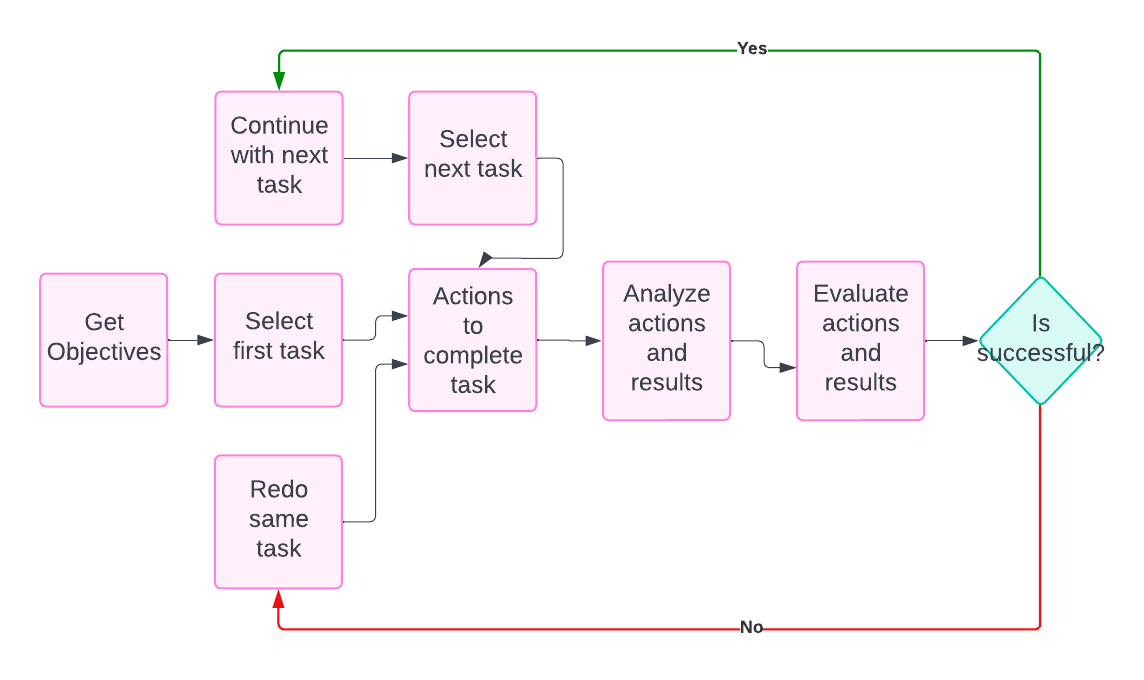 Yes
Continue
with next
task
Select
next task
Get
Objectives
Select
first task
Actions
to
complete
task
Analyze
actions
and
results
Evaluate
actions
and
results
Is
successful?
Redo
same
task
No